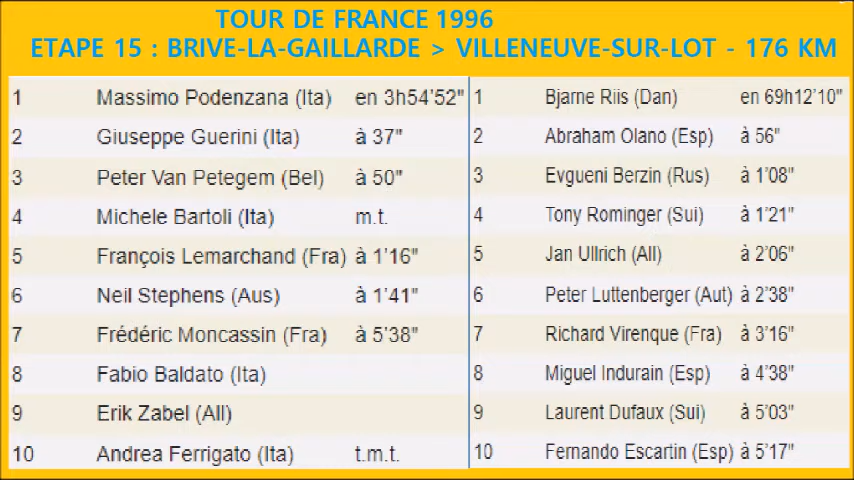 TOUR DE FRANCE 1996
ETAPE 15 : BRIVE-LA-GAILLARDE > VILLENEUVE-SUR-LOT - 176 KM
1 Massimo Podenzana (Ita) en 3h54'52"
2 Giuseppe Guerini (Ita) à 37"
3 Peter Van Petegem (Bel) à 50"
4 Michele Bartoli (Ita) m.t.
5 François Lemarchand (Fra) à 1'16"
6 Neil Stephens (Aus) à 1'41"
7 Frédéric Moncassin (Fra) à 5'38"
8 Fabio Baldato (Ita)
9 Erik Zabel (All)
10 Andrea Ferrigato (Ita) t.m.t.
1 Bjarne Riis (Dan) en 69h12'10"
2 Abraham Olano (Esp) à 56"
3 Evgueni Berzin (Rus) à 1'08"
4 Tony Rominger (Sui) à 1'21"
5 Jan Ullrich (All) à 2'06"
6 Peter Luttenberger (Aut) à 2'38"
7 Richard Virenque (Fra) à 3'16"
8 Miguel Indurain (Esp) à 4'38"
9 Laurent Dufaux (Sui) à 5'03"
10 Fernando Escartin (Esp) à 5'17"